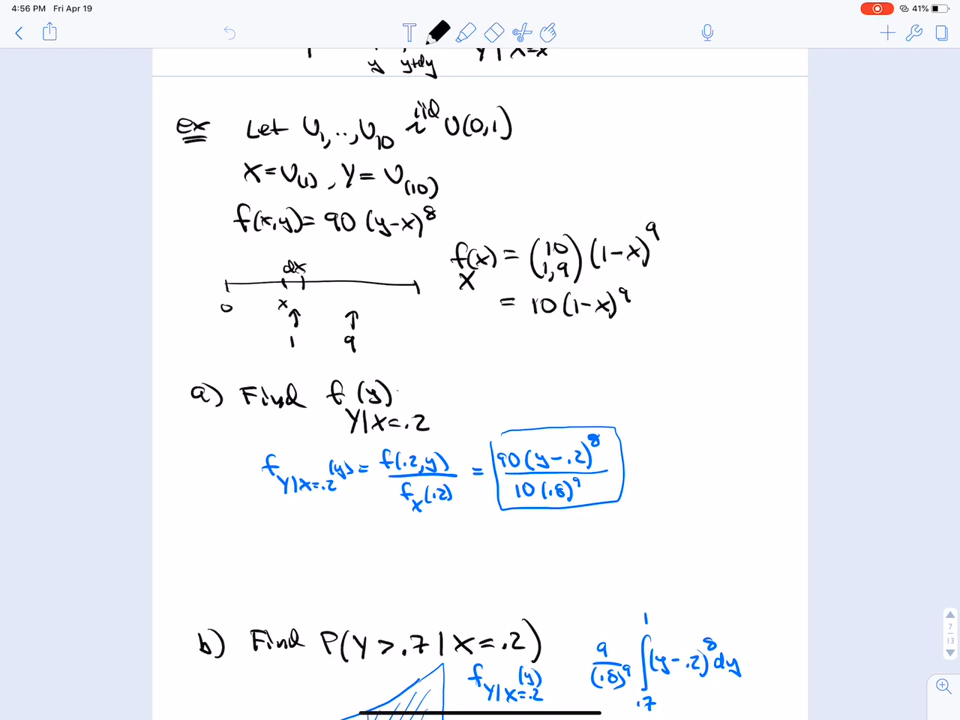 4:56 PM Fri Apr 19
41%
T
y y+dy Y|X=x
ex Let U₁,..,U₁₀ iid U(0,1)
X=U₍₁₎, Y=U₍₁₀₎
f(x,y)=90(y-x)⁸
f_X(x) = (10 1,9)(1-x)⁹
= 10(1-x)⁹
dx
0 x
1 9
a) Find f_{Y|X=.2}(y)
f_{Y|X=.2}(y) = f(.2,y)/f_X(.2) = 90(y-.2)⁸/10(.8)⁹
b) Find P(Y>.7|X=.2)
f_{Y|X=.2}(y)
9/(.8)⁹ ∫_{.7}^{1} (y-.2)⁸dy
7
13